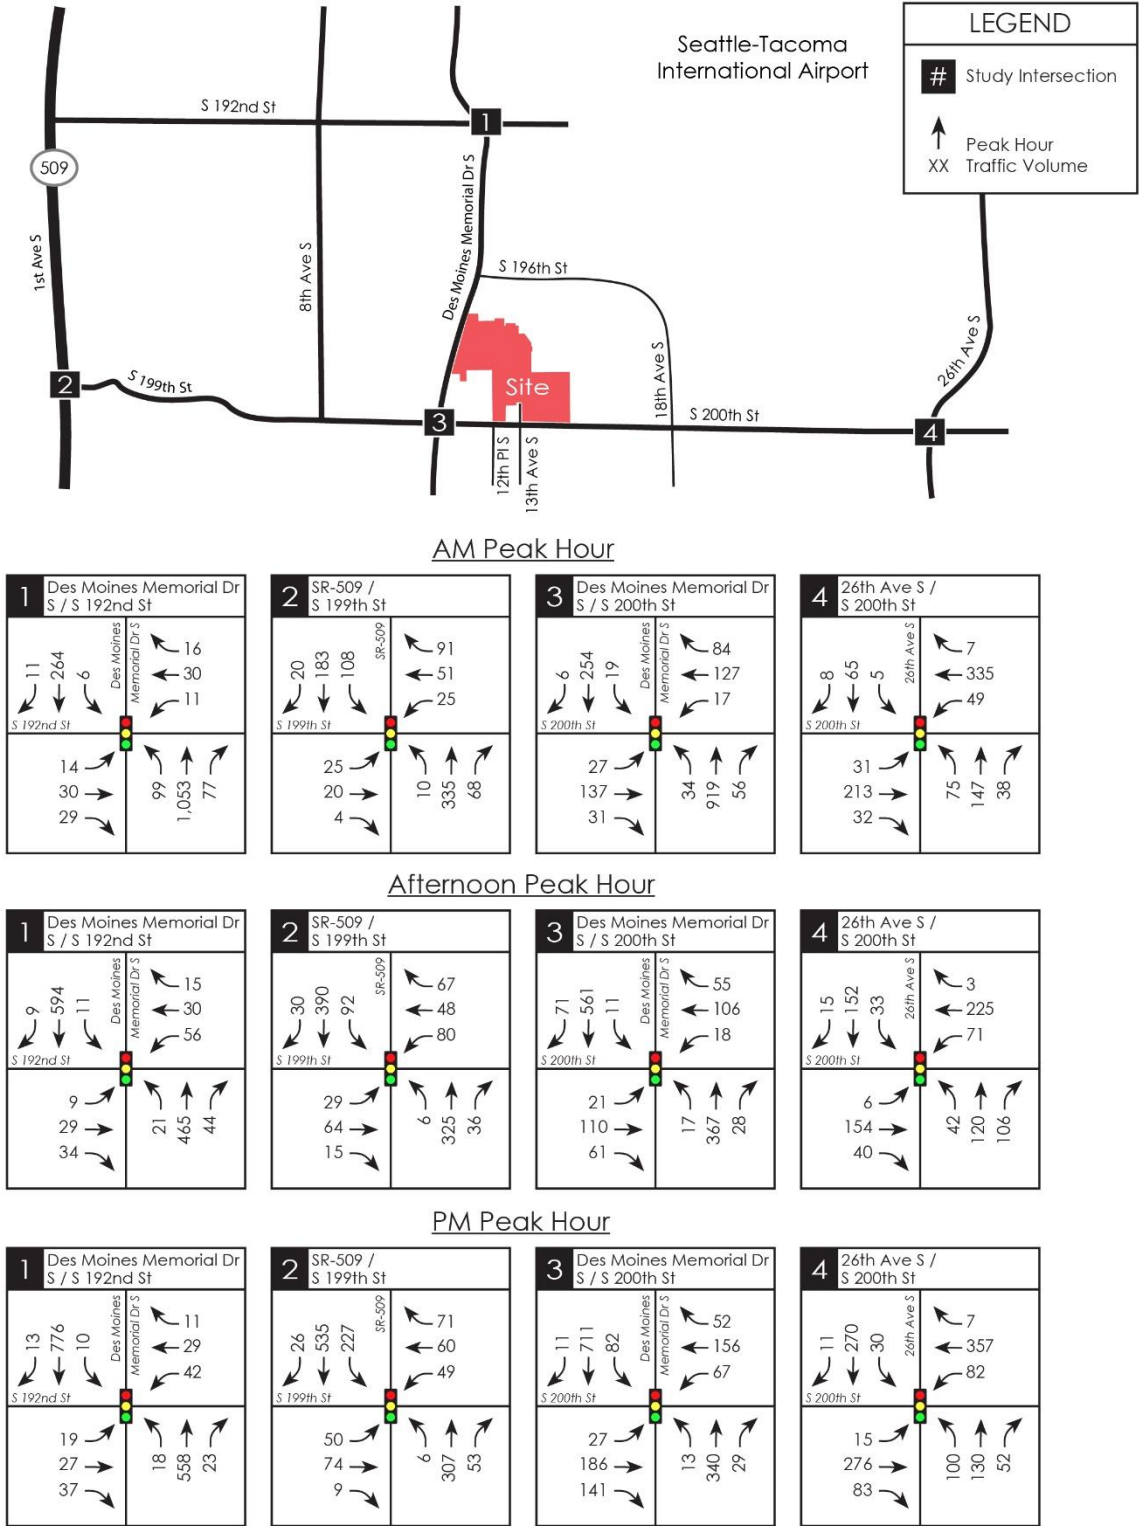 Seattle-Tacoma
International Airport
LEGEND
# Study Intersection
Peak Hour
XX Traffic Volume
S 192nd St
1
509
1st Ave S
8th Ave S
Des Moines Memorial Dr S
S 196th St
2
S 199th St
Site
18th Ave S
26th Ave S
3
S 200th St
4
12th Pl S
13th Ave S
AM Peak Hour
1 Des Moines Memorial Dr
S / S 192nd St
Des Moines
Memorial Dr S
11 264 6
16
30
11
S 192nd St
14
30
29
99 1,053 77
2 SR-509 /
S 199th St
SR-509
20 183 108
91
51
25
S 199th St
25
20
4
10 335 68
3 Des Moines Memorial Dr
S / S 200th St
Des Moines
Memorial Dr S
6 254 19
84
127
17
S 200th St
27
137
31
34 919 56
4 26th Ave S /
S 200th St
26th Ave S
8 65 5
7
335
49
S 200th St
31
213
32
75 147 38
Afternoon Peak Hour
1 Des Moines Memorial Dr
S / S 192nd St
Des Moines
Memorial Dr S
9 594 11
15
30
56
S 192nd St
9
29
34
21 465 44
2 SR-509 /
S 199th St
SR-509
30 390 92
67
48
80
S 199th St
29
64
15
6 325 36
3 Des Moines Memorial Dr
S / S 200th St
Des Moines
Memorial Dr S
71 561 11
55
106
18
S 200th St
21
110
61
17 367 28
4 26th Ave S /
S 200th St
26th Ave S
15 152 33
3
225
71
S 200th St
6
154
40
42 120 106
PM Peak Hour
1 Des Moines Memorial Dr
S / S 192nd St
Des Moines
Memorial Dr S
13 776 10
11
29
42
S 192nd St
19
27
37
18 558 23
2 SR-509 /
S 199th St
SR-509
26 535 227
71
60
49
S 199th St
50
74
9
6 307 53
3 Des Moines Memorial Dr
S / S 200th St
Des Moines
Memorial Dr S
11 711 82
52
156
67
S 200th St
27
186
141
13 340 29
4 26th Ave S /
S 200th St
26th Ave S
11 270 30
7
357
82
S 200th St
15
276
83
100 130 52